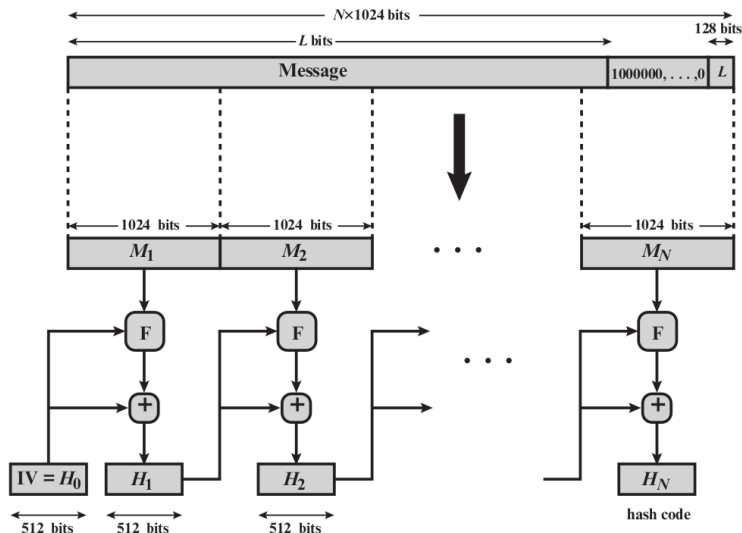 N×1024 bits
128 bits
L bits
Message 1000000, . . . ,0 L
1024 bits 1024 bits 1024 bits
M1 M2 • • • MN
F F F
• • •
+ + +
IV = H0 H1 H2 HN
hash code
512 bits 512 bits 512 bits